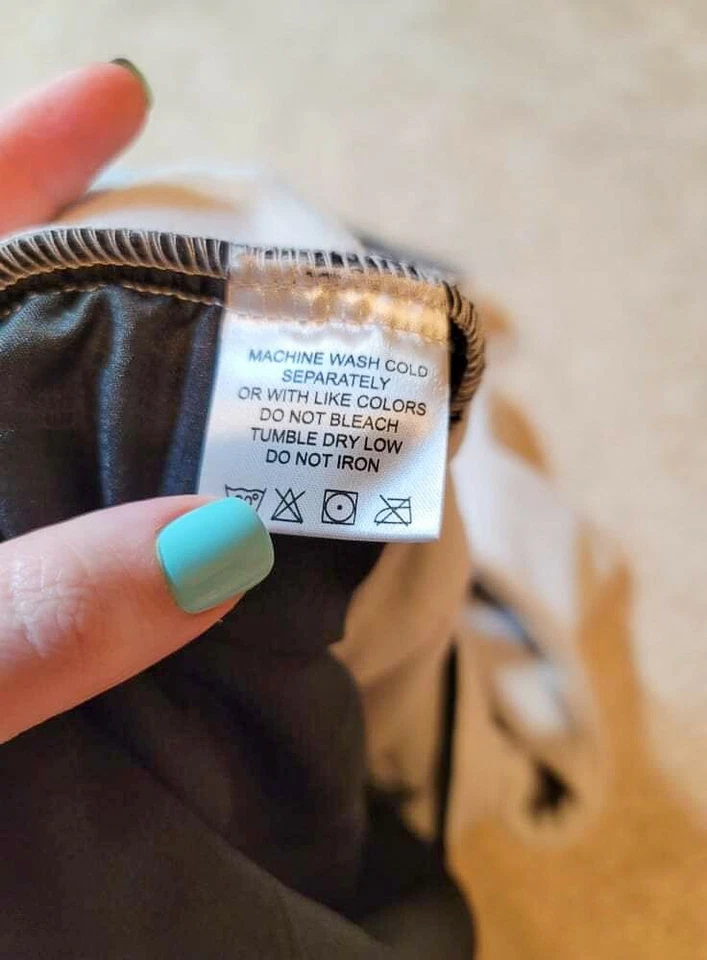 MACHINE WASH COLD
SEPARATELY
OR WITH LIKE COLORS
DO NOT BLEACH
TUMBLE DRY LOW
DO NOT IRON